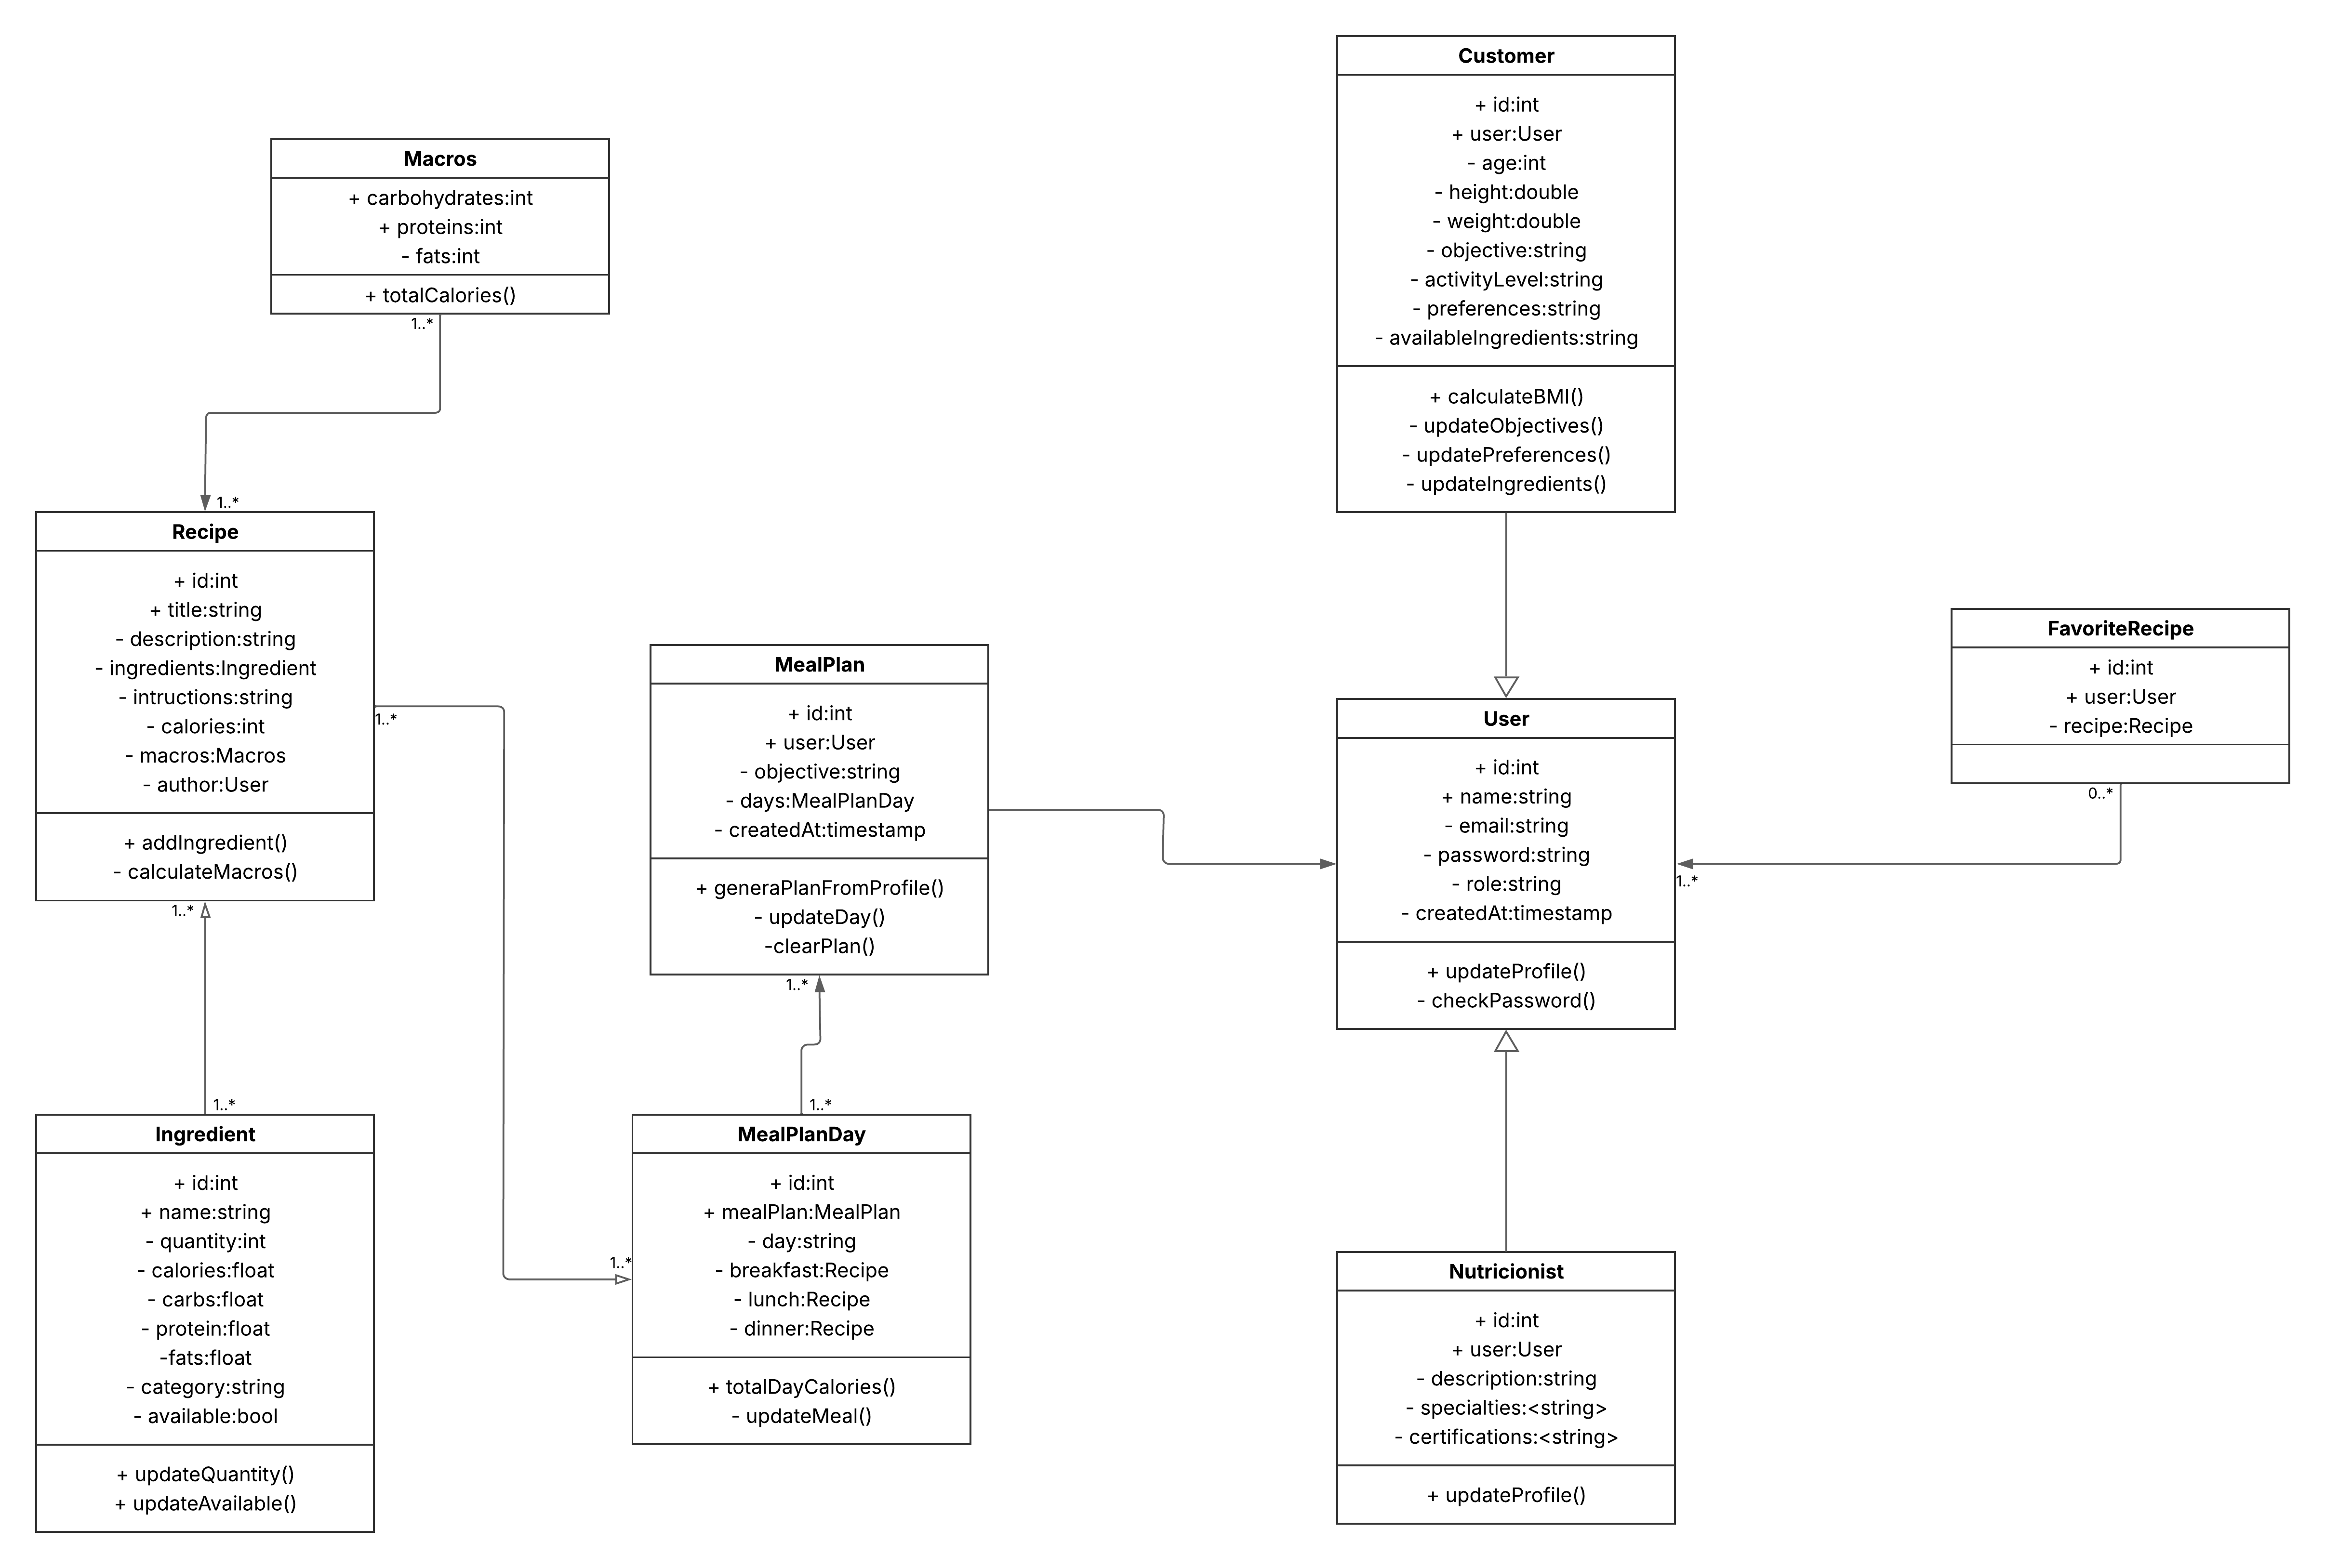 Customer
+ id:int
+ user:User
- age:int
- height:double
- weight:double
- objective:string
- activityLevel:string
- preferences:string
- availableIngredients:string
+ calculateBMI()
- updateObjectives()
- updatePreferences()
- updateIngredients()
Macros
+ carbohydrates:int
+ proteins:int
- fats:int
+ totalCalories()
1..*
1..*
Recipe
+ id:int
+ title:string
- description:string
- ingredients:Ingredient
- intructions:string
- calories:int
- macros:Macros
- author:User
+ addIngredient()
- calculateMacros()
1..*
1..*
MealPlan
+ id:int
+ user:User
- objective:string
- days:MealPlanDay
- createdAt:timestamp
+ generaPlanFromProfile()
- updateDay()
-clearPlan()
1..*
User
+ id:int
+ name:string
- email:string
- password:string
- role:string
- createdAt:timestamp
+ updateProfile()
- checkPassword()
1..*
FavoriteRecipe
+ id:int
+ user:User
- recipe:Recipe
0..*
1..*
Ingredient
+ id:int
+ name:string
- quantity:int
- calories:float
- carbs:float
- protein:float
-fats:float
- category:string
- available:bool
+ updateQuantity()
+ updateAvailable()
1..*
1..*
MealPlanDay
+ id:int
+ mealPlan:MealPlan
- day:string
- breakfast:Recipe
- lunch:Recipe
- dinner:Recipe
+ totalDayCalories()
- updateMeal()
Nutricionist
+ id:int
+ user:User
- description:string
- specialties:<string>
- certifications:<string>
+ updateProfile()